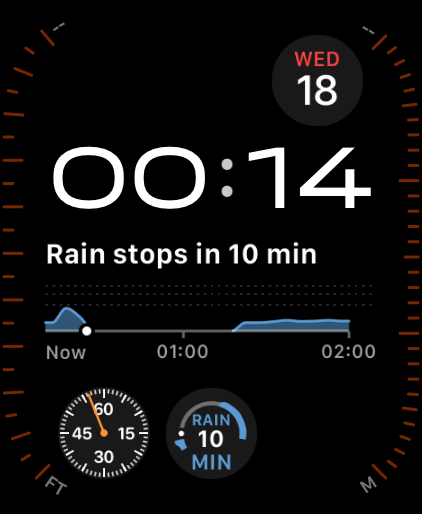 --
--
WED
18
00:14
Rain stops in 10 min
Now 01:00 02:00
60
45 15
30
RAIN
10
MIN
FT
M